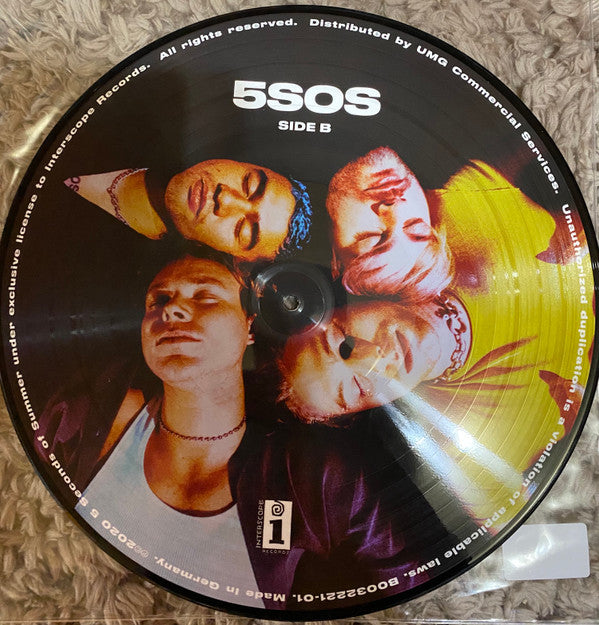 5SOS
SIDE B
℗©2020 5 Seconds of Summer under exclusive license to Interscope Records. All rights reserved. Distributed by UMG Commercial Services. Unauthorized duplication is a violation of applicable laws. B0032221-01. Made in Germany.
INTERSCOPE
i
RECORDS